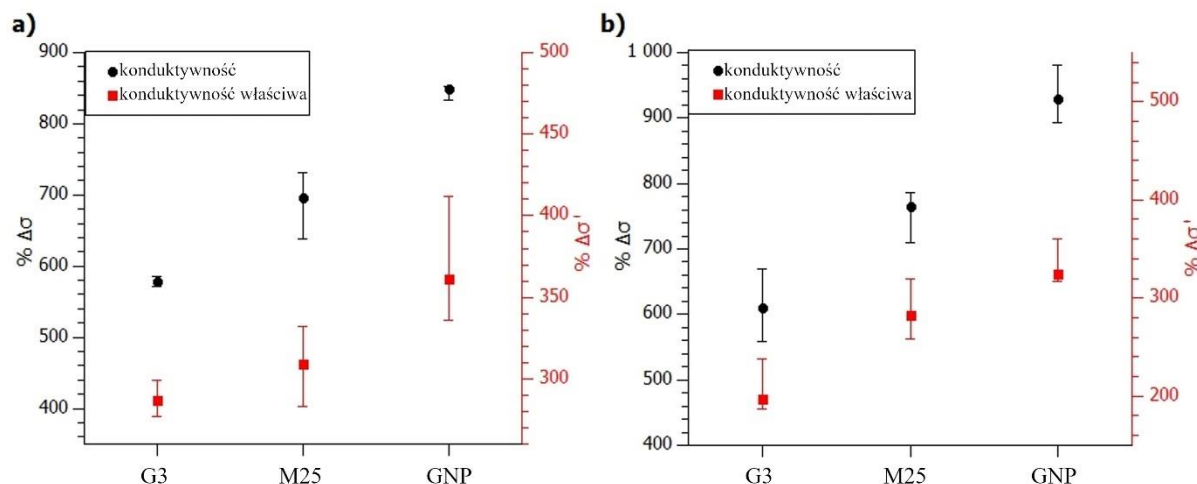 a)
900
800
700
600
500
400
% Δσ
konduktywność
konduktywność właściwa
500
450
400
350
300
% Δσ'
G3 M25 GNP
b)
1 000
900
800
700
600
500
400
% Δσ
konduktywność
konduktywność właściwa
500
400
300
200
% Δσ'
G3 M25 GNP